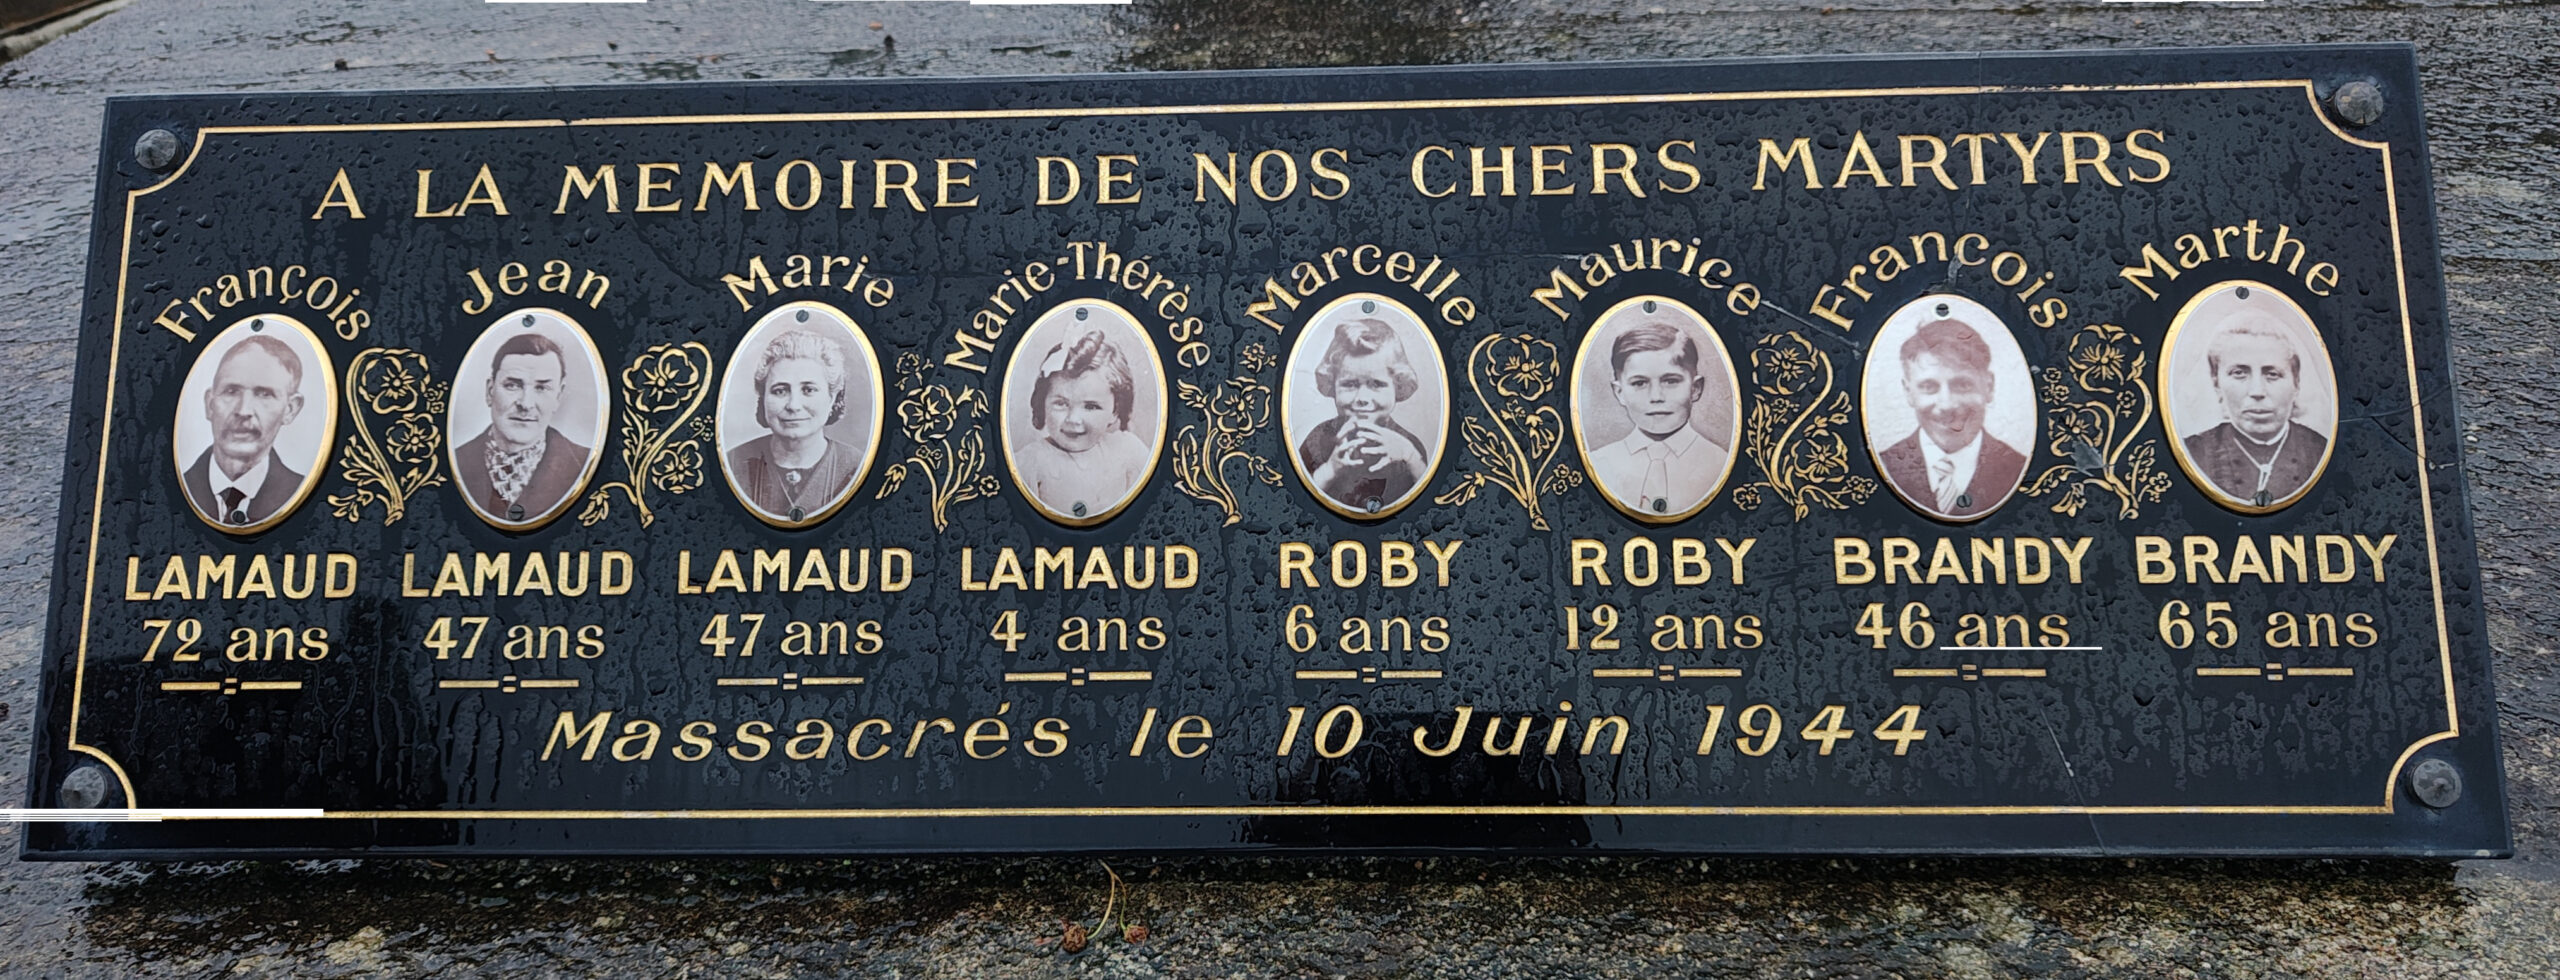 A LA MEMOIRE DE NOS CHERS MARTYRS
François Jean Marie Marie-Thérèse Marcelle Maurice François Marthe
LAMAUD LAMAUD LAMAUD LAMAUD ROBY ROBY BRANDY BRANDY
72 ans 47 ans 47 ans 4 ans 6 ans 12 ans 46 ans 65 ans
Massacrés le 10 Juin 1944